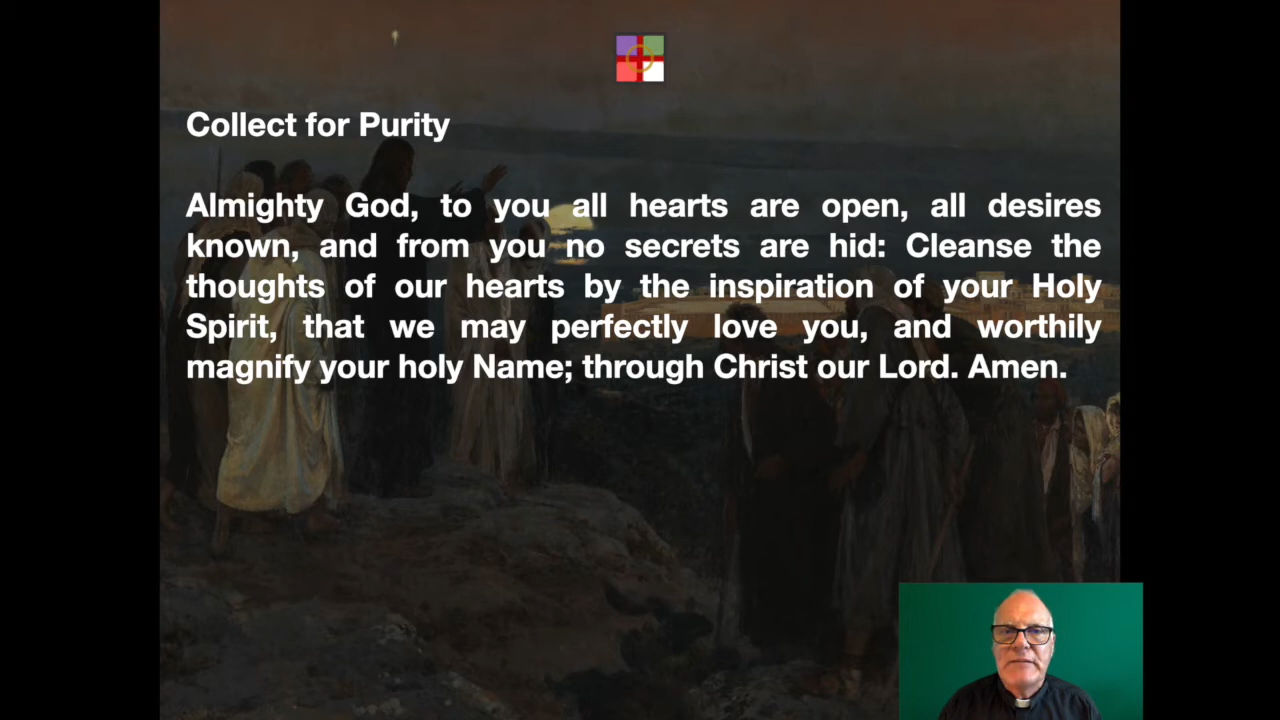 Collect for Purity
Almighty God, to you all hearts are open, all desires
known, and from you no secrets are hid: Cleanse the
thoughts of our hearts by the inspiration of your Holy
Spirit, that we may perfectly love you, and worthily
magnify your holy Name; through Christ our Lord. Amen.